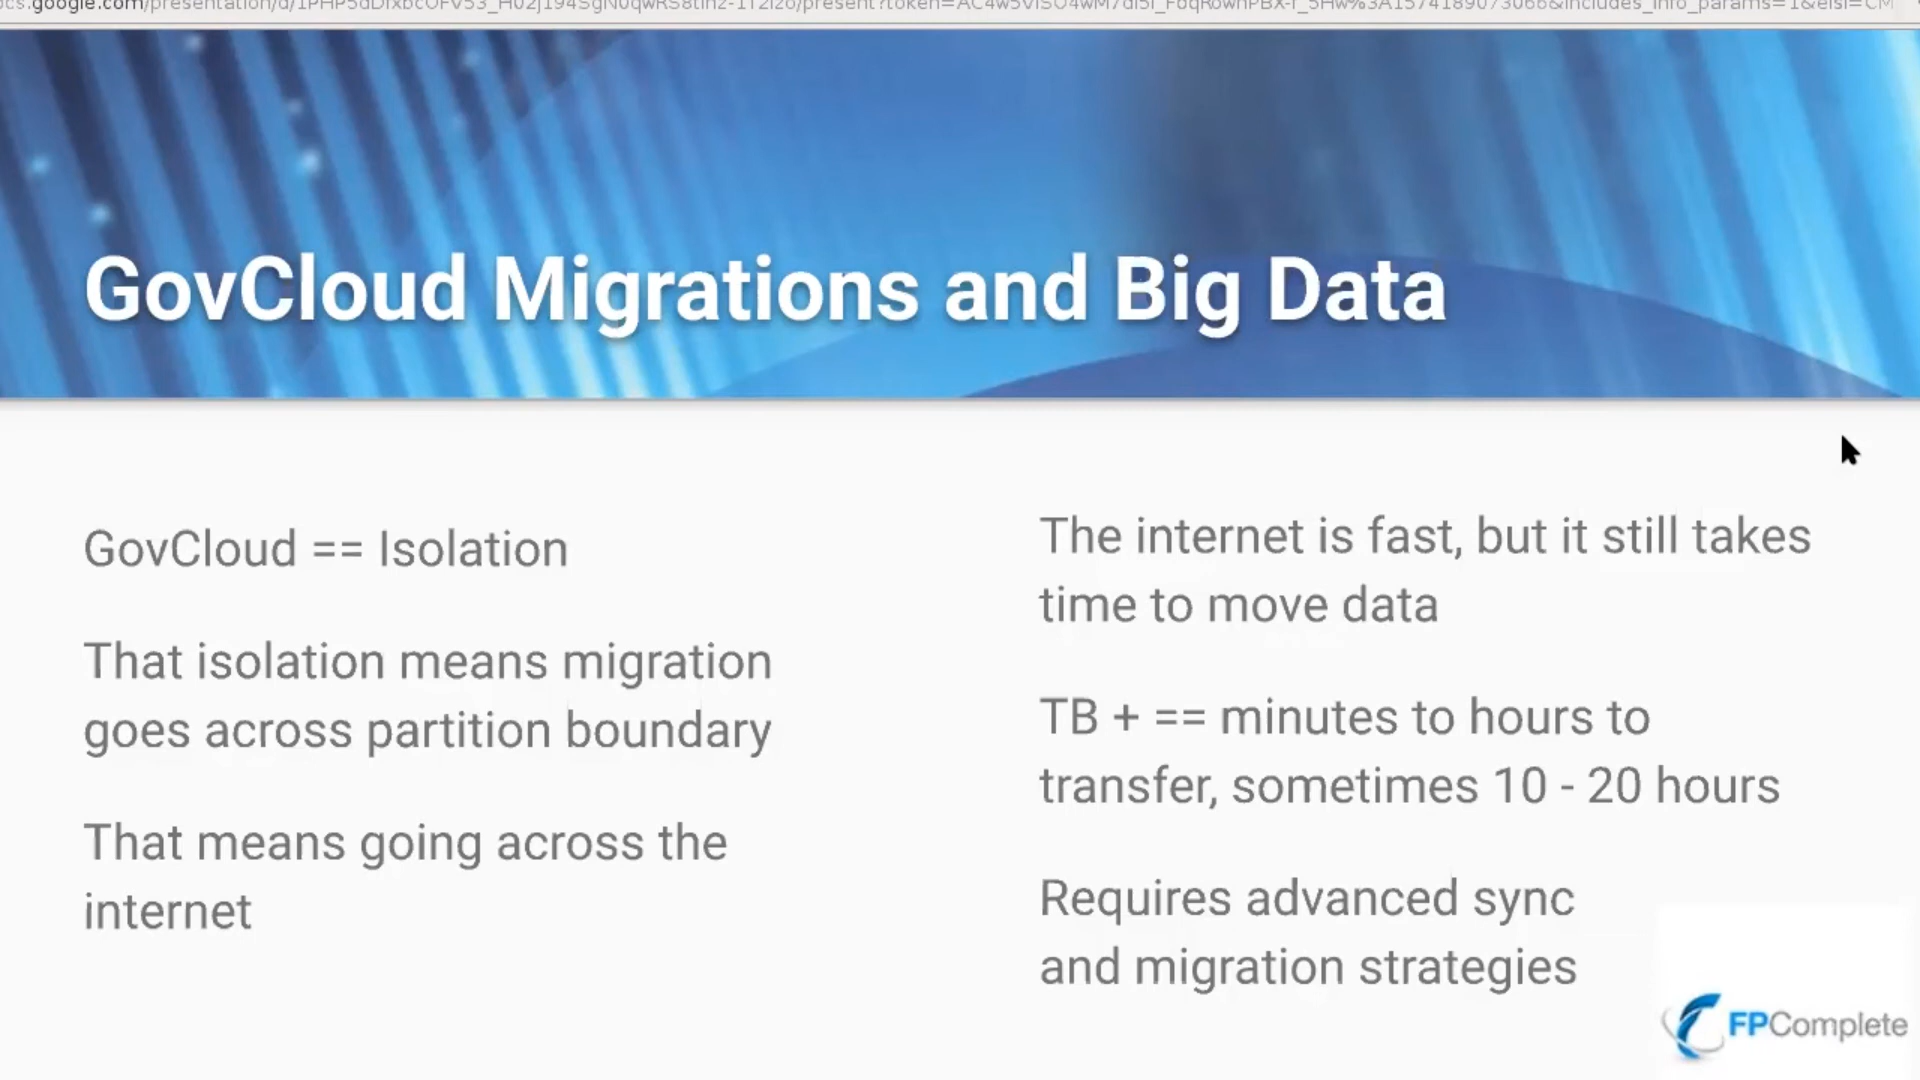 GovCloud Migrations and Big Data
GovCloud == Isolation
That isolation means migration
goes across partition boundary
That means going across the
internet
The internet is fast, but it still takes
time to move data
TB + == minutes to hours to
transfer, sometimes 10 - 20 hours
Requires advanced sync
and migration strategies
FPComplete